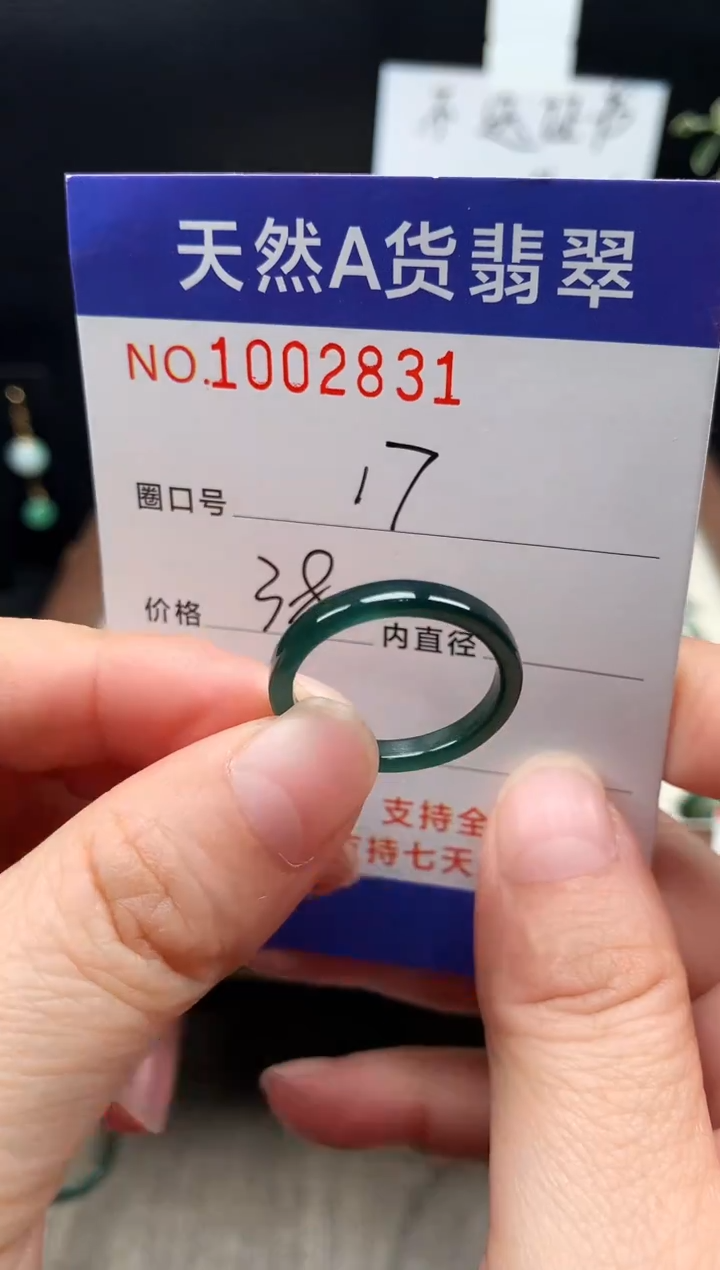 天然A货翡翠
NO.1002831
圈口号 17
价格 38 内直径
支持全
持七天